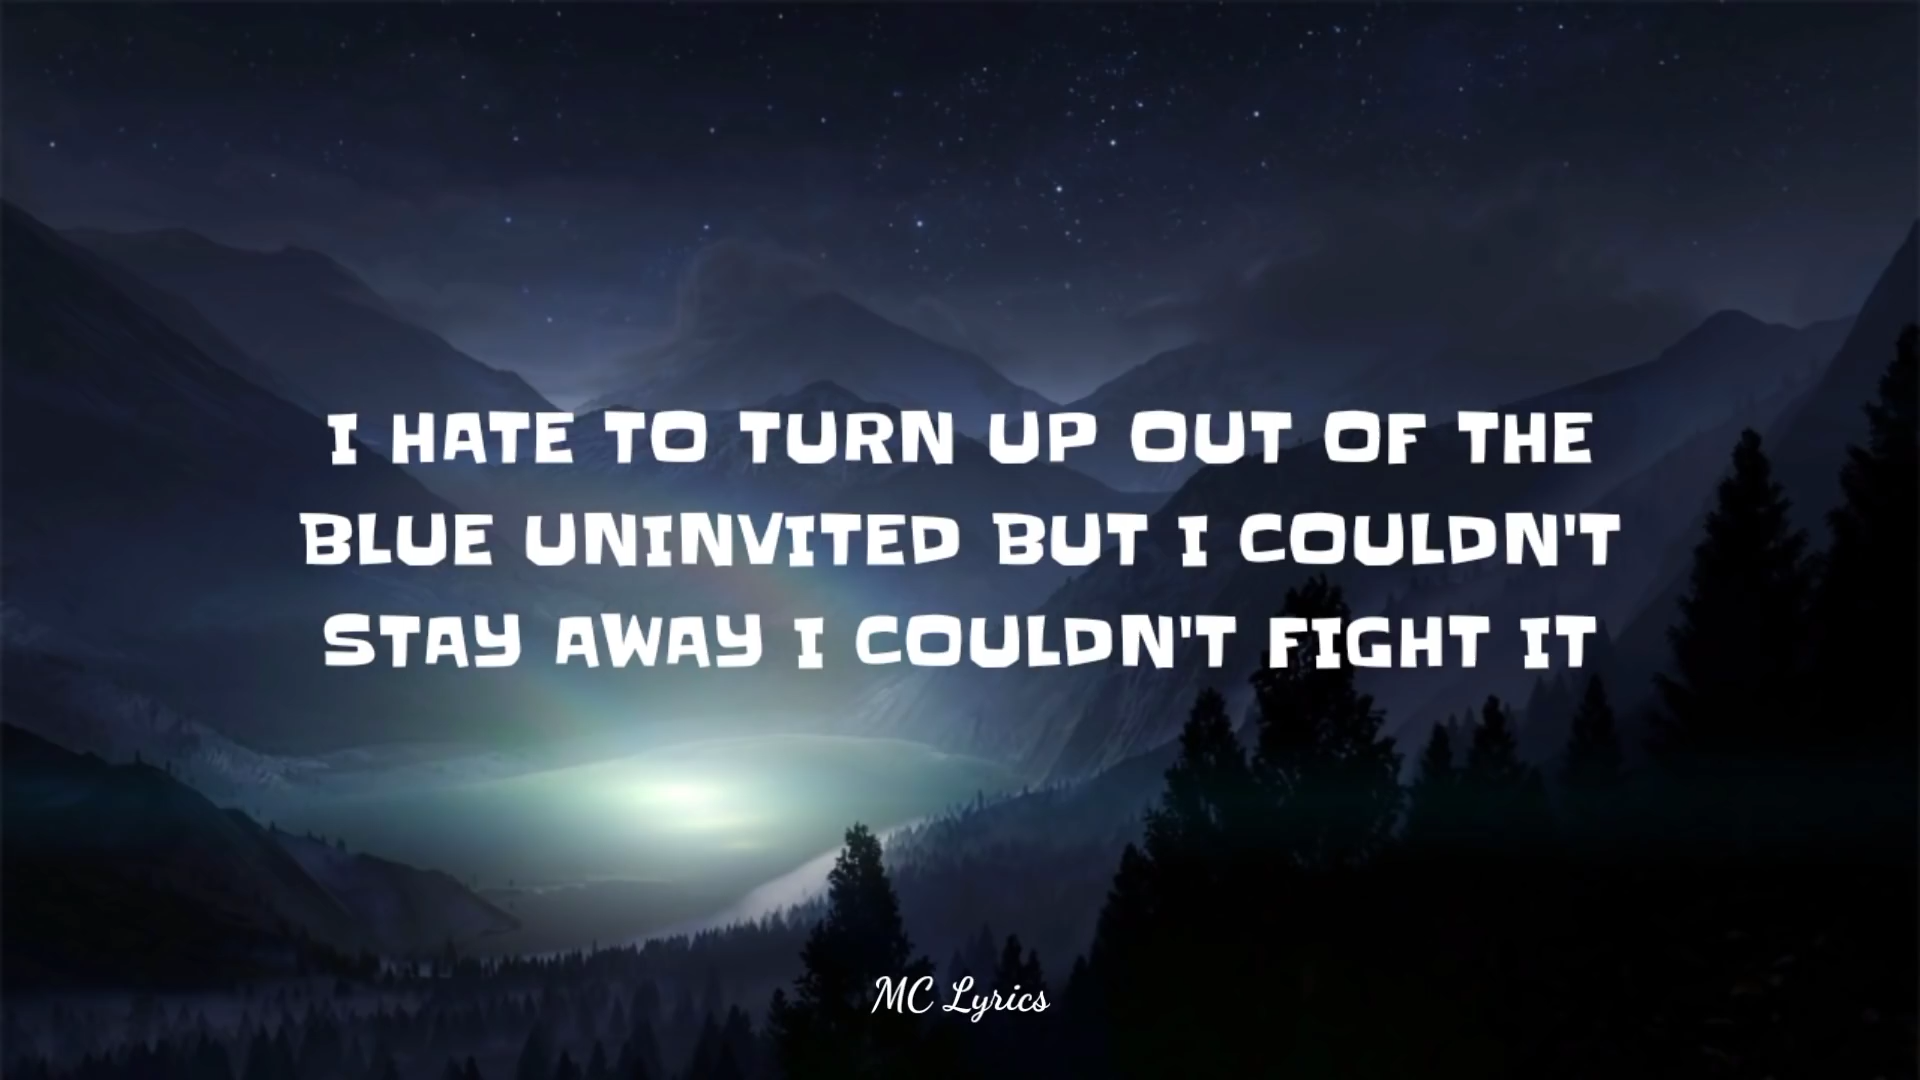 I HATE TO TURN UP OUT OF THE
BLUE UNINVITED BUT I COULDN'T
STAY AWAY I COULDN'T FIGHT IT
MC Lyrics